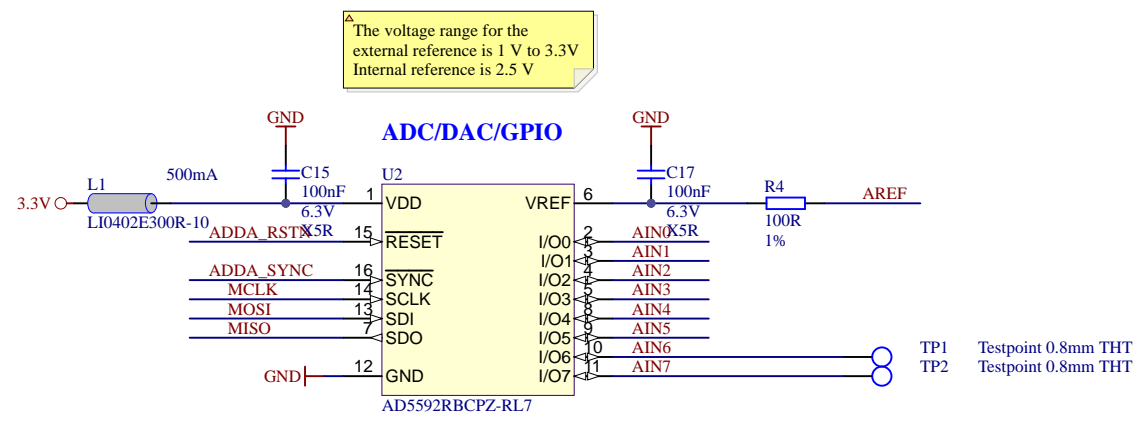 The voltage range for the
external reference is 1 V to 3.3V
Internal reference is 2.5 V
GND
ADC/DAC/GPIO
GND
L1
500mA
3.3V
LI0402E300R-10
C15
100nF
6.3V
X5R
U2
C17
100nF
6.3V
X5R
R4
100R
1%
AREF
1 VDD
VREF 6
ADDA_RSTN 15 RESET
ADDA_SYNC 16 SYNC
MCLK 14 SCLK
MOSI 13 SDI
MISO 7 SDO
GND 12 GND
I/O0 2 AIN0
I/O1 3 AIN1
I/O2 4 AIN2
I/O3 5 AIN3
I/O4 8 AIN4
I/O5 9 AIN5
I/O6 10 AIN6
I/O7 11 AIN7
TP1 Testpoint 0.8mm THT
TP2 Testpoint 0.8mm THT
AD5592RBCPZ-RL7